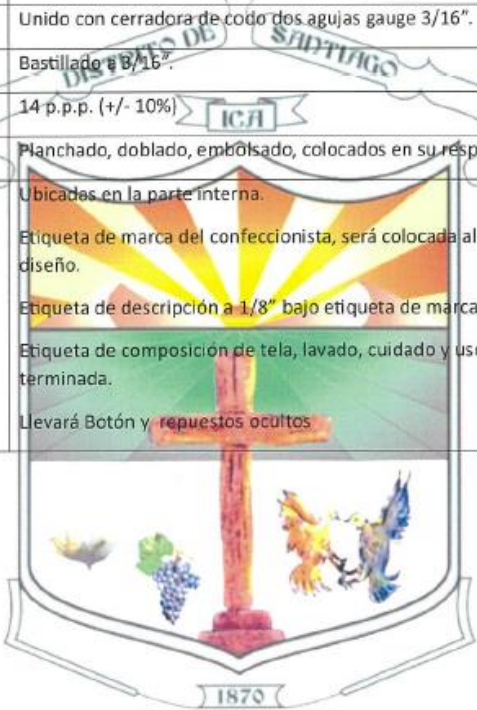 Unido con cerradora de codo dos agujas gauge 3/16”.
DISTRITO DE SANTIAGO
Bastillado a 3/16”.
14 p.p.p. (+/- 10%)
ICA
Planchado, doblado, embolsado, colocados en su resp
Ubicadas en la parte interna.
Etiqueta de marca del confeccionista, será colocada al
diseño.
Etiqueta de descripción a 1/8” bajo etiqueta de marca
Etiqueta de composición de tela, lavado, cuidado y uso
terminada.
Llevará Botón y repuestos ocultos
1870